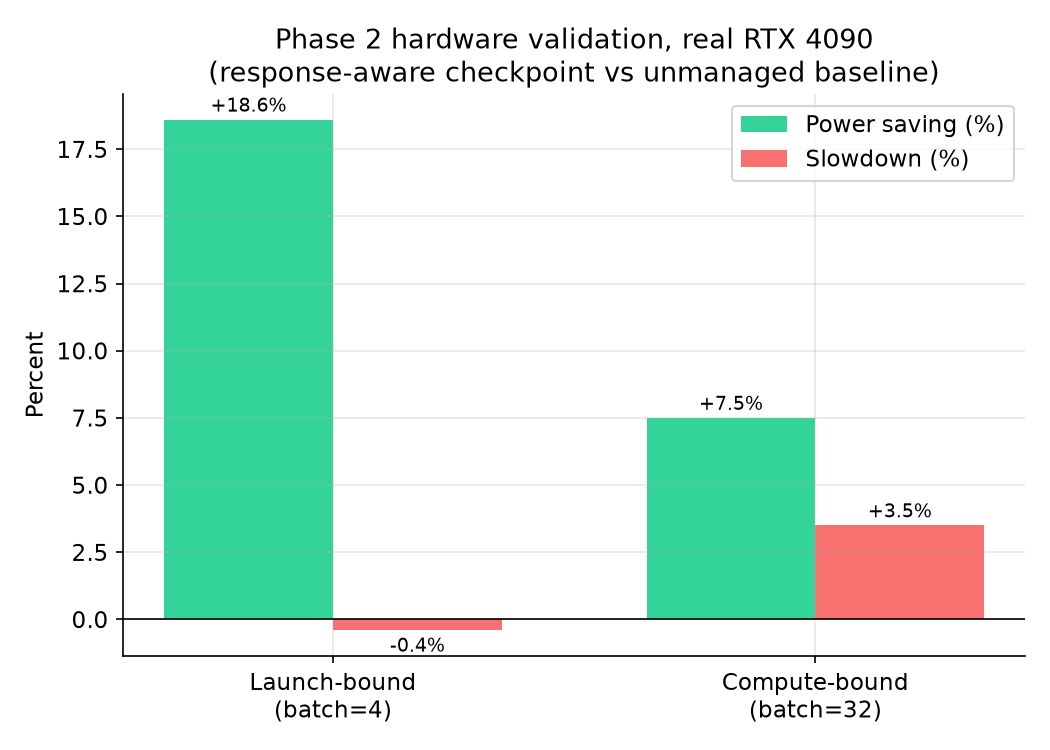 Phase 2 hardware validation, real RTX 4090
(response-aware checkpoint vs unmanaged baseline)
+18.6%
Power saving (%)
Slowdown (%)
17.5
15.0
12.5
10.0
7.5
5.0
2.5
0.0
Percent
+7.5%
+3.5%
-0.4%
Launch-bound
(batch=4)
Compute-bound
(batch=32)